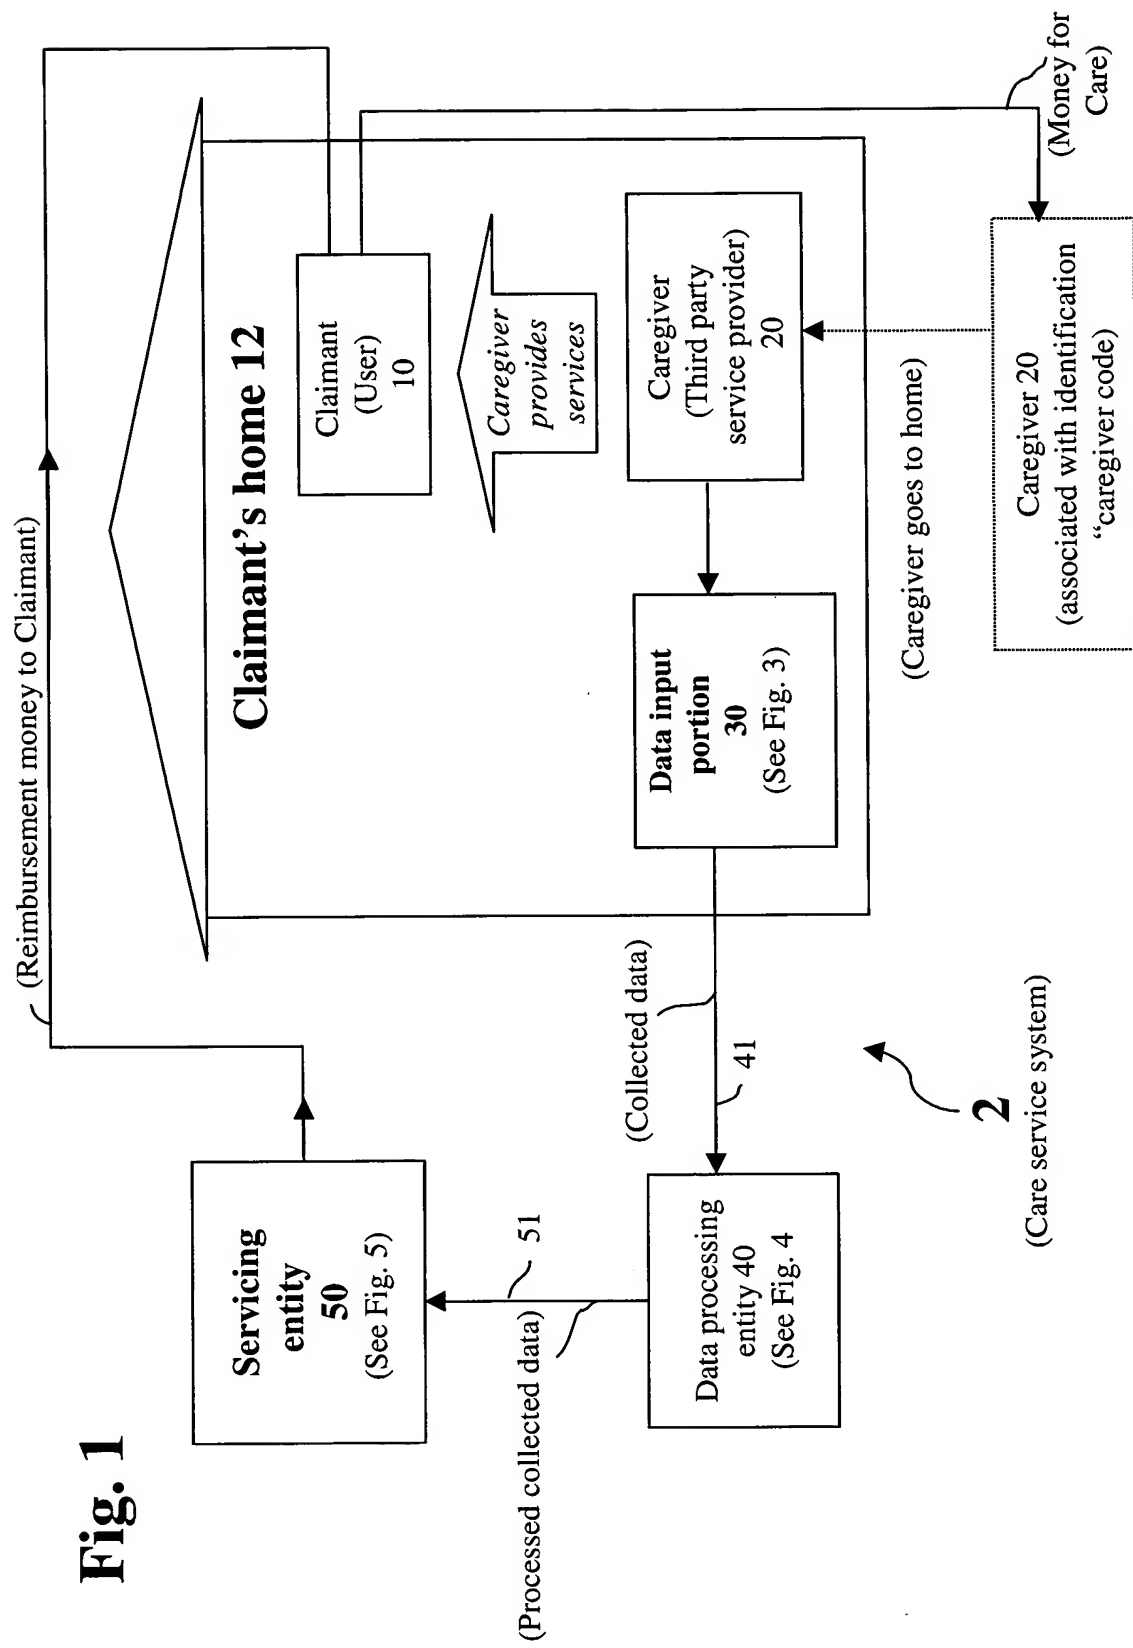 Fig. 1
(Reimbursement money to Claimant)
Servicing
entity
50
(See Fig. 5)
Claimant's home 12
Claimant
(User)
10
Caregiver
provides
services
51
(Processed collected data)
Data processing
entity 40
(See Fig. 4
(Collected data)
41
Data input
portion
30
(See Fig. 3)
Caregiver
(Third party
service provider)
20
(Caregiver goes to home)
2
(Care service system)
Caregiver 20
(associated with identification
“caregiver code)
(Money for
Care)